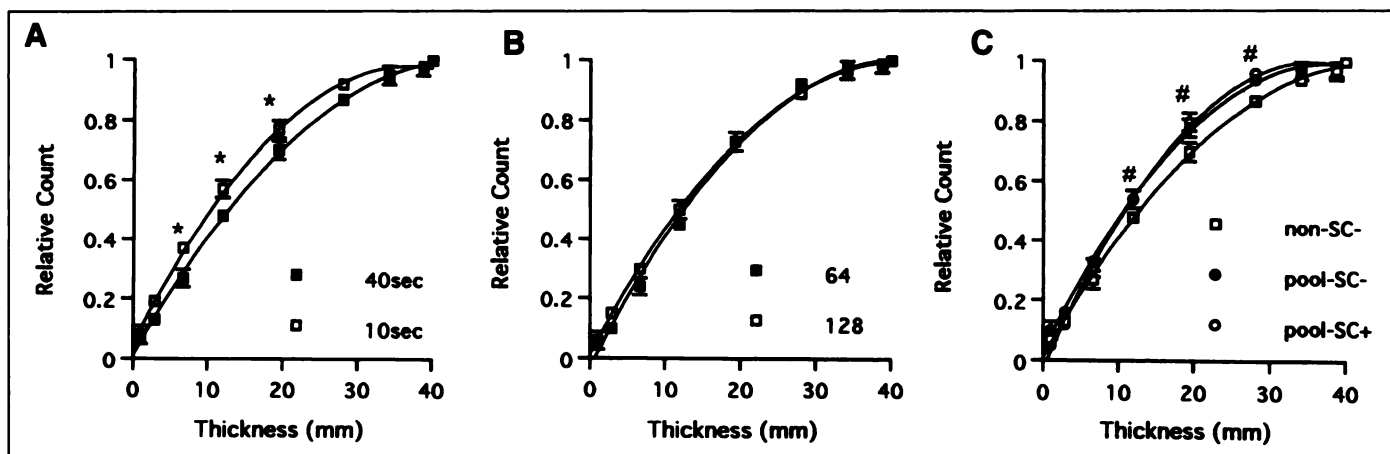 A
Relative Count
1
0.8
0.6
0.4
0.2
0
*
*
*
40sec
10sec
0 10 20 30 40
Thickness (mm)
B
Relative Count
1
0.8
0.6
0.4
0.2
0
64
128
0 10 20 30 40
Thickness (mm)
C
Relative Count
1
0.8
0.6
0.4
0.2
0
#
#
#
non-SC-
pool-SC-
pool-SC+
0 10 20 30 40
Thickness (mm)